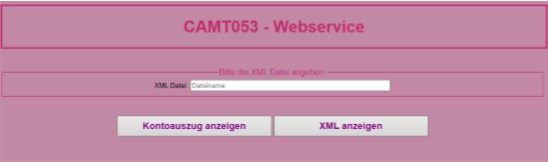 CAMT053 - Webservice
Bitte die XML Datei angeben:
XML Datei: Dateiname
Kontoauszug anzeigen
XML anzeigen